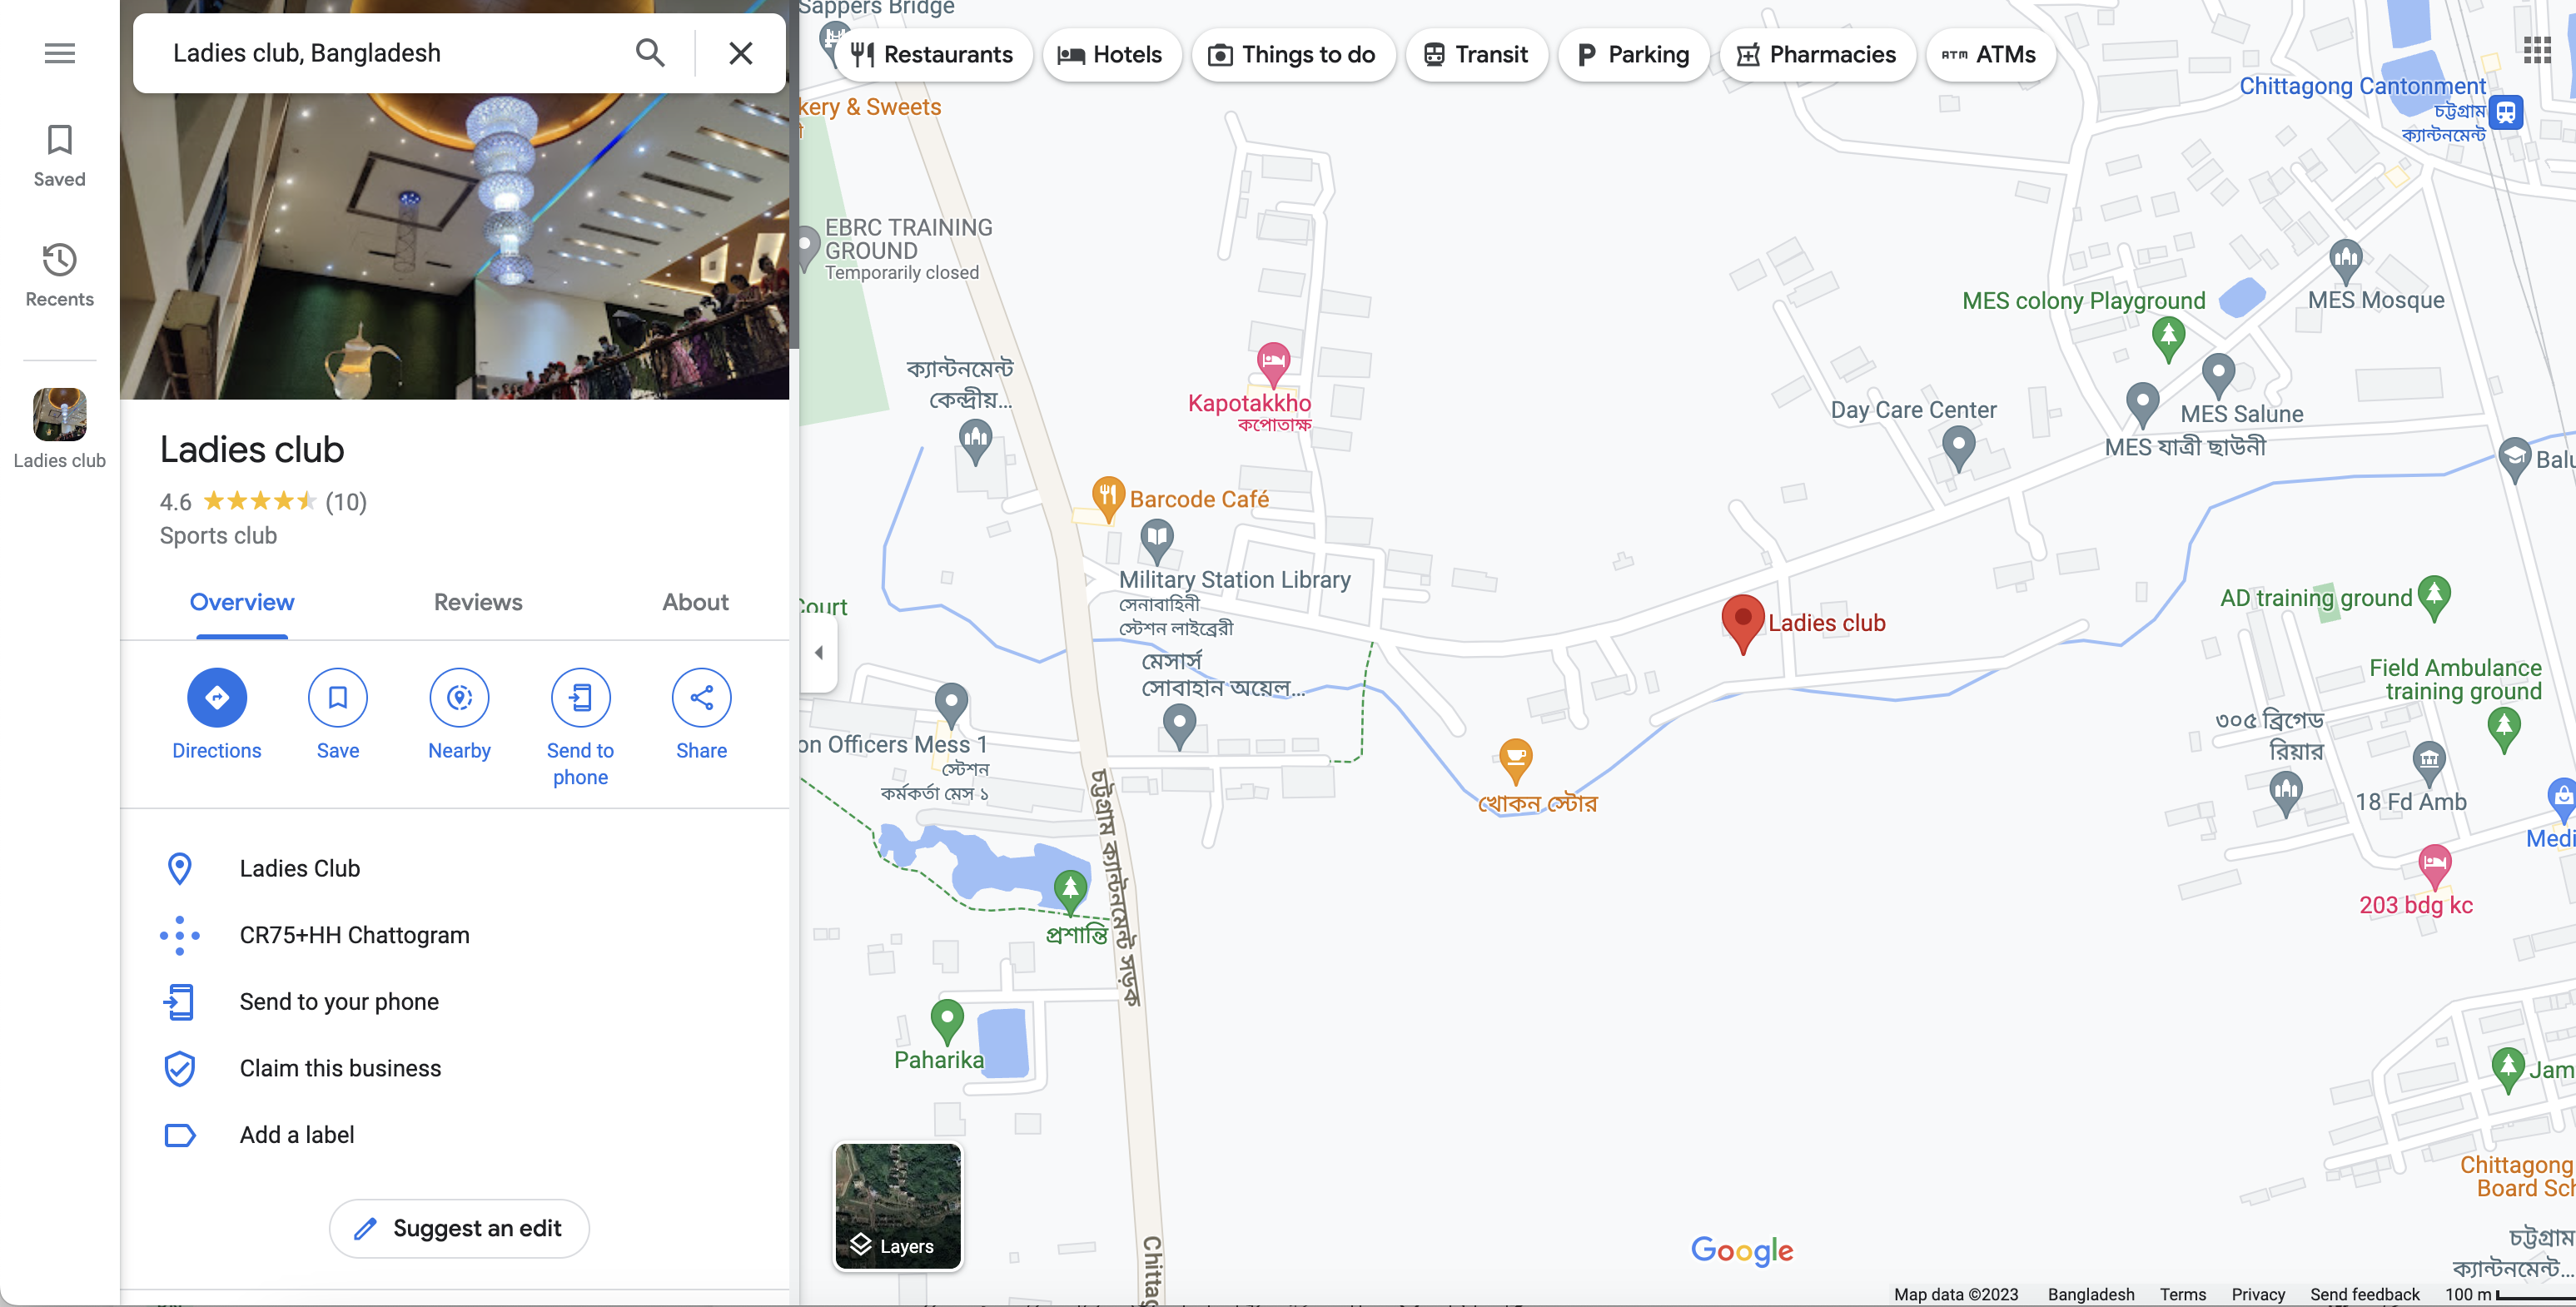 Ladies club, Bangladesh
Saved
Recents
Ladies club
Ladies club
4.6 (10)
Sports club
Overview
Reviews
About
Directions
Save
Nearby
Send to
phone
Share
Ladies Club
CR75+HH Chattogram
Send to your phone
Claim this business
Add a label
Suggest an edit
Sappers Bridge
Restaurants
Hotels
Things to do
Transit
Parking
Pharmacies
ATM ATMs
kery & Sweets
Chittagong Cantonment
চট্টগ্রাম
ক্যান্টনমেন্ট
EBRC TRAINING
GROUND
Temporarily closed
MES colony Playground
MES Mosque
ক্যান্টনমেন্ট
কেন্দ্রীয়...
Kapotakkho
কপোতাক্ষ
Day Care Center
MES Salune
MES যাত্রী ছাউনী
Balu
Barcode Café
Military Station Library
সেনাবাহিনী
স্টেশন লাইব্রেরী
Court
Ladies club
AD training ground
মেসার্স
সোবাহান অয়েল...
Field Ambulance
training ground
৩০৫ ব্রিগেড
রিয়ার
on Officers Mess 1
স্টেশন
কর্মকর্তা মেস ১
খোকন স্টোর
18 Fd Amb
Medi
চট্টগ্রাম ক্যান্টনমেন্ট সড়ক
203 bdg kc
প্রশান্তি
Paharika
Jam
Chittagong
Board Sch
চট্টগ্রাম
ক্যান্টনমেন্ট...
Chittag
Layers
Google
Map data ©2023
Bangladesh
Terms
Privacy
Send feedback
100 m